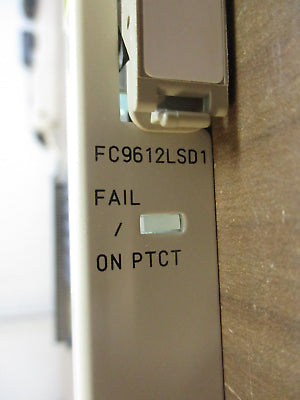 FC9612LSD1
FAIL
/
ON PTCT